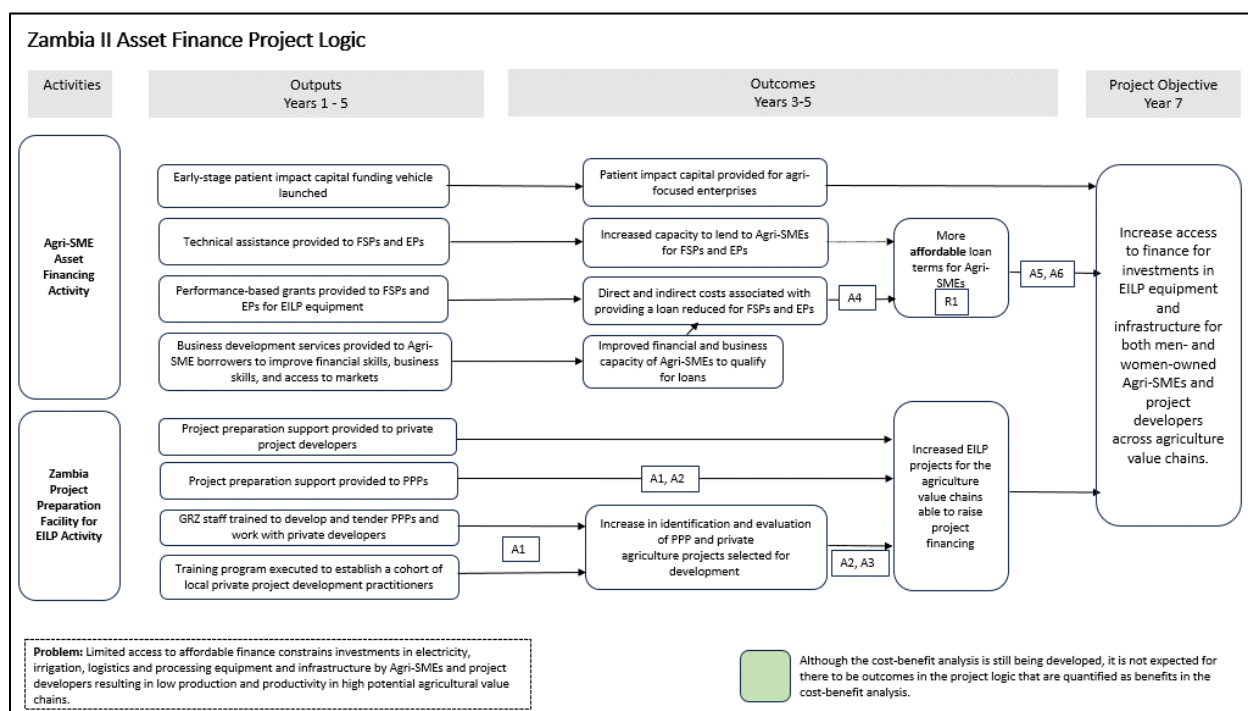 Zambia II Asset Finance Project Logic
Activities
Outputs
Years 1 - 5
Outcomes
Years 3-5
Project Objective
Year 7
Agri-SME
Asset
Financing
Activity
Early-stage patient impact capital funding vehicle
launched
Patient impact capital provided for agri-
focused enterprises
Technical assistance provided to FSPs and EPs
Increased capacity to lend to Agri-SMEs
for FSPs and EPs
Performance-based grants provided to FSPs and
EPs for EILP equipment
Direct and indirect costs associated with
providing a loan reduced for FSPs and EPs
A4
More
affordable loan
terms for Agri-
SMEs
R1
A5, A6
Business development services provided to Agri-
SME borrowers to improve financial skills, business
skills, and access to markets
Improved financial and business
capacity of Agri-SMEs to qualify
for loans
Increase access
to finance for
investments in
EILP equipment
and
infrastructure for
both men- and
women-owned
Agri-SMEs and
project
developers
across agriculture
value chains.
Zambia
Project
Preparation
Facility for
EILP Activity
Project preparation support provided to private
project developers
Project preparation support provided to PPPs
A1, A2
GRZ staff trained to develop and tender PPPs and
work with private developers
A1
Training program executed to establish a cohort of
local private project development practitioners
Increase in identification and evaluation
of PPP and private
agriculture projects selected for
development
A2, A3
Increased EILP
projects for the
agriculture
value chains
able to raise
project
financing
Problem: Limited access to affordable finance constrains investments in electricity,
irrigation, logistics and processing equipment and infrastructure by Agri-SMEs and project
developers resulting in low production and productivity in high potential agricultural value
chains.
Although the cost-benefit analysis is still being developed, it is not expected for
there to be outcomes in the project logic that are quantified as benefits in the
cost-benefit analysis.